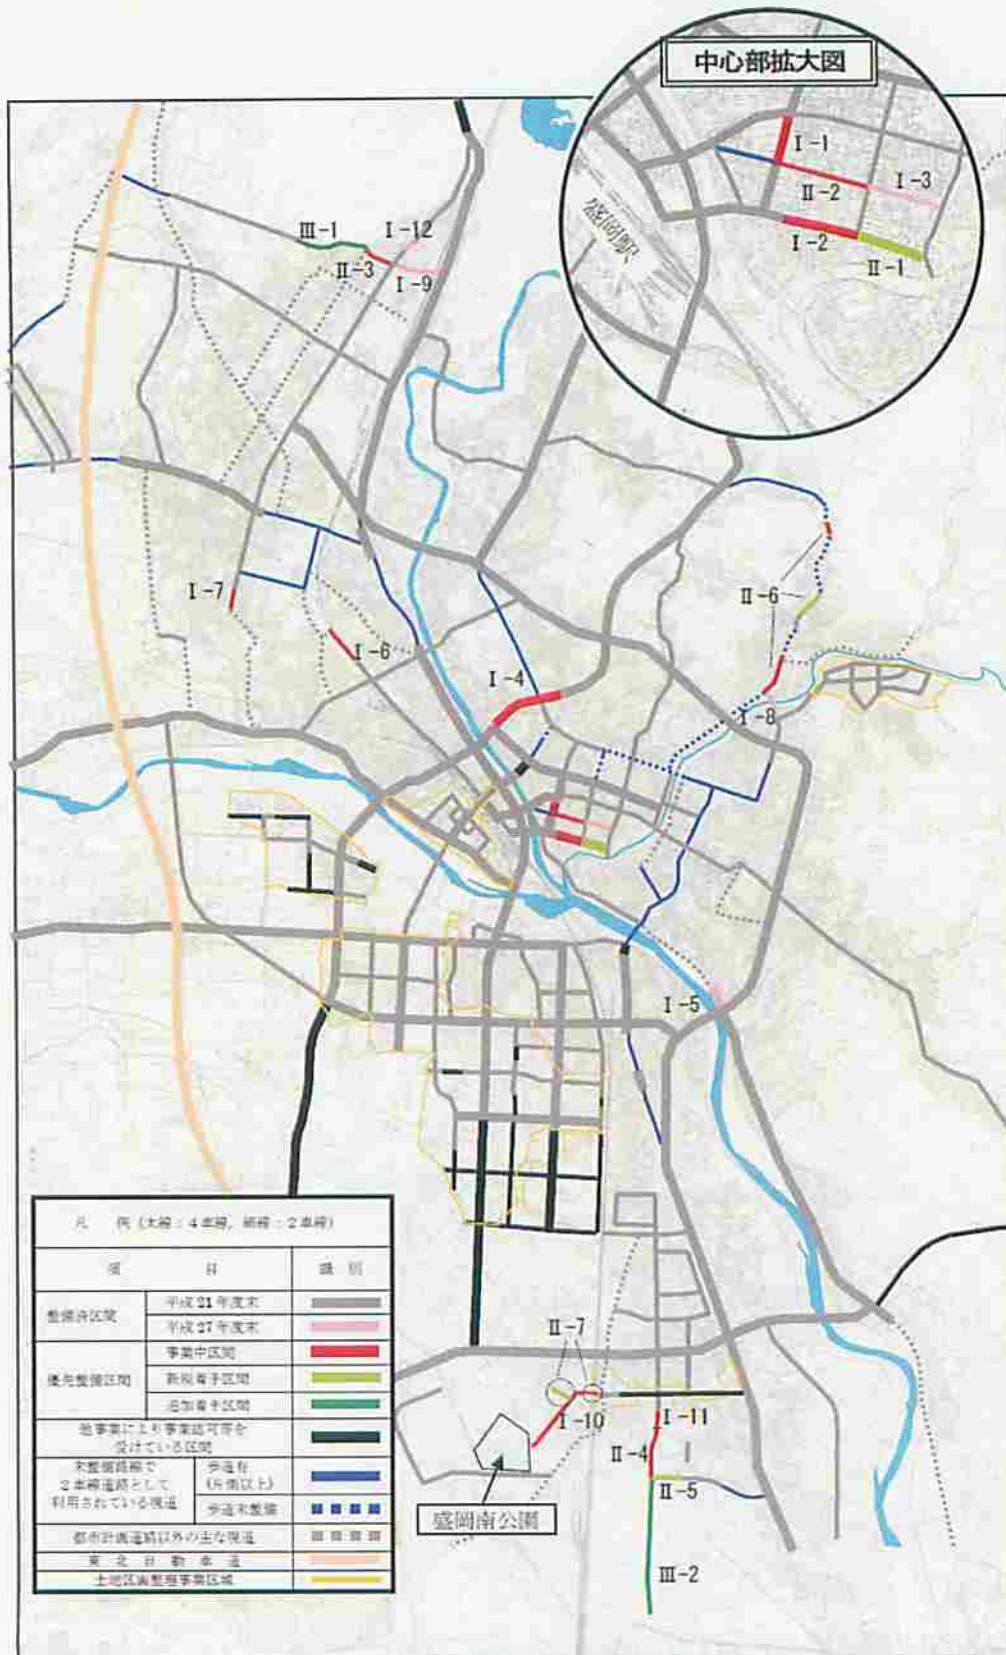 中心部拡大図
盛岡駅
Ⅰ-1
Ⅱ-2
Ⅰ-3
Ⅰ-2
Ⅱ-1
Ⅲ-1
Ⅰ-12
Ⅱ-3
Ⅰ-9
Ⅰ-7
Ⅰ-6
Ⅰ-4
Ⅱ-6
Ⅰ-8
Ⅰ-5
Ⅱ-7
Ⅰ-10
Ⅰ-11
Ⅱ-4
Ⅱ-5
Ⅲ-2
盛岡南公園
凡 例 (太線:4車線、細線:2車線)
項 目
識 別
整備済区間
平成21年度末
平成27年度末
優先整備区間
事業中区間
新規着手区間
追加着手区間
他事業により事業認可等を
受けている区間
未整備路線で
2車線道路として
利用されている現道
歩道有
(片側以上)
歩道未整備
都市計画道路以外の主な現道
東北自動車道
土地区画整理事業区域